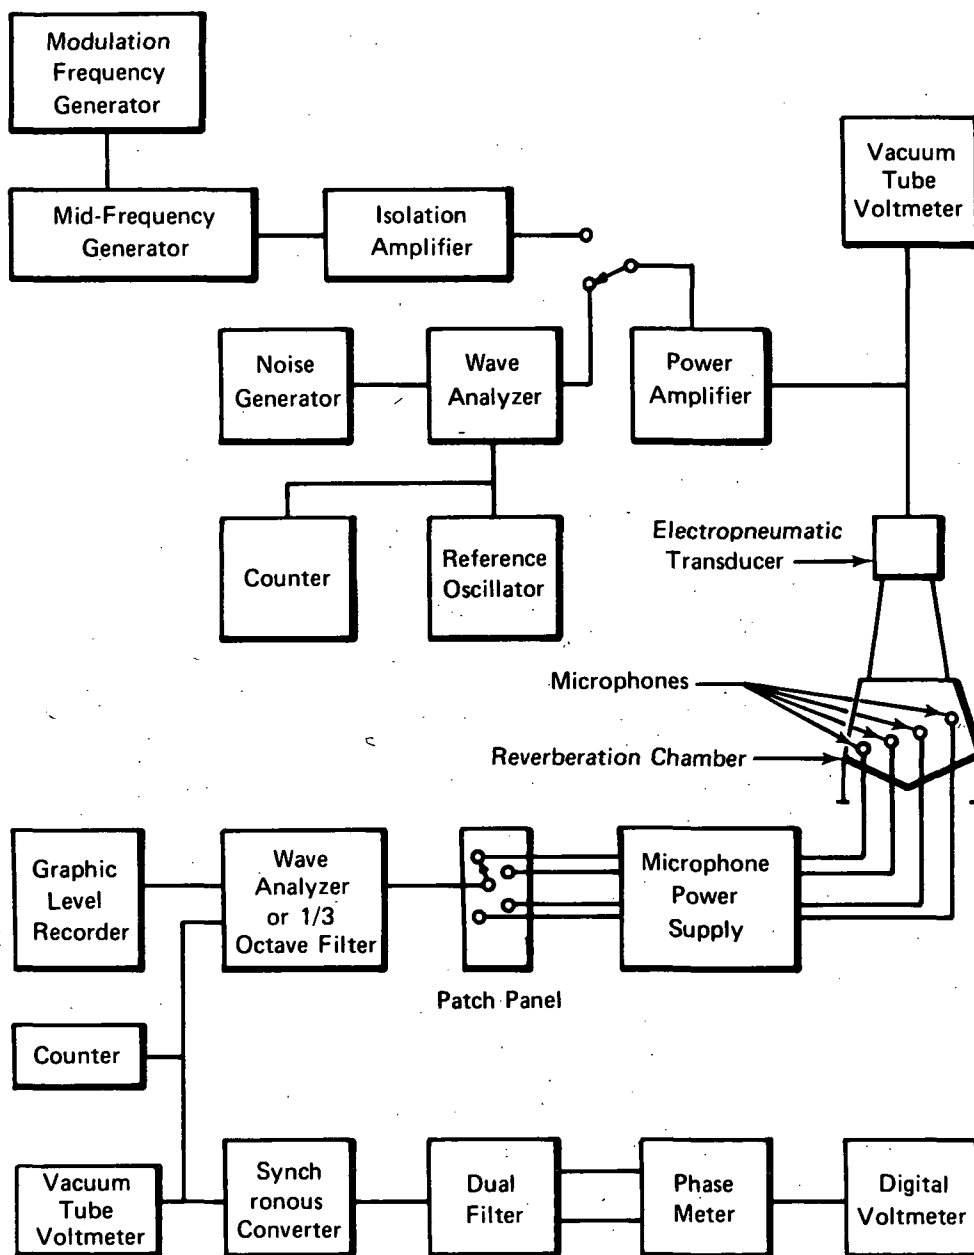 Modulation
Frequency
Generator
Vacuum
Tube
Voltmeter
Mid-Frequency
Generator
Isolation
Amplifier
Noise
Generator
Wave
Analyzer
Power
Amplifier
Counter
Reference
Oscillator
Electropneumatic
Transducer
Microphones
Reverberation Chamber
Graphic
Level
Recorder
Wave
Analyzer
or 1/3
Octave Filter
Microphone
Power
Supply
Patch Panel
Counter
Vacuum
Tube
Voltmeter
Synch
ronous
Converter
Dual
Filter
Phase
Meter
Digital
Voltmeter